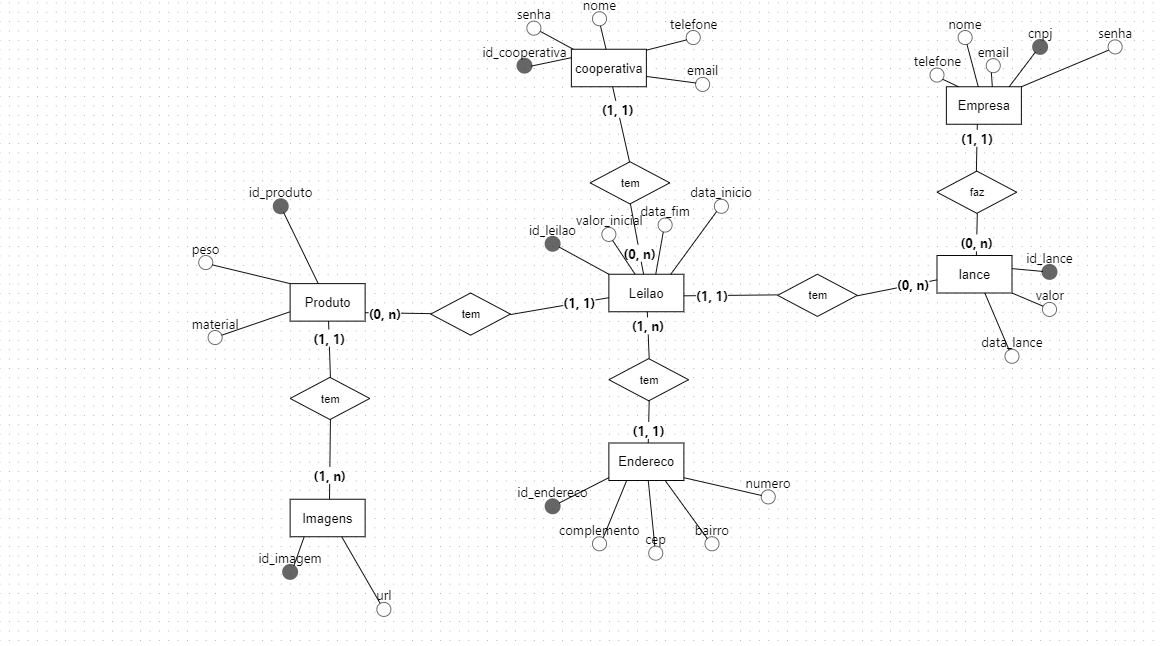 nome
senha
telefone
id_cooperativa
cooperativa
email
(1, 1)
tem
nome
cnpj
senha
email
telefone
Empresa
(1, 1)
faz
(0, n)
id_lance
lance
valor
data_lance
data_inicio
data_fim
valor_inicial
id_leilao
(0, n)
Leilao
(1, 1)
tem
(0, n)
id_produto
peso
Produto
material
(0, n)
tem
(1, 1)
(1, 1)
tem
(1, n)
Imagens
id_imagem
url
(1, n)
tem
(1, 1)
Endereco
id_endereco
numero
complemento
cep
bairro